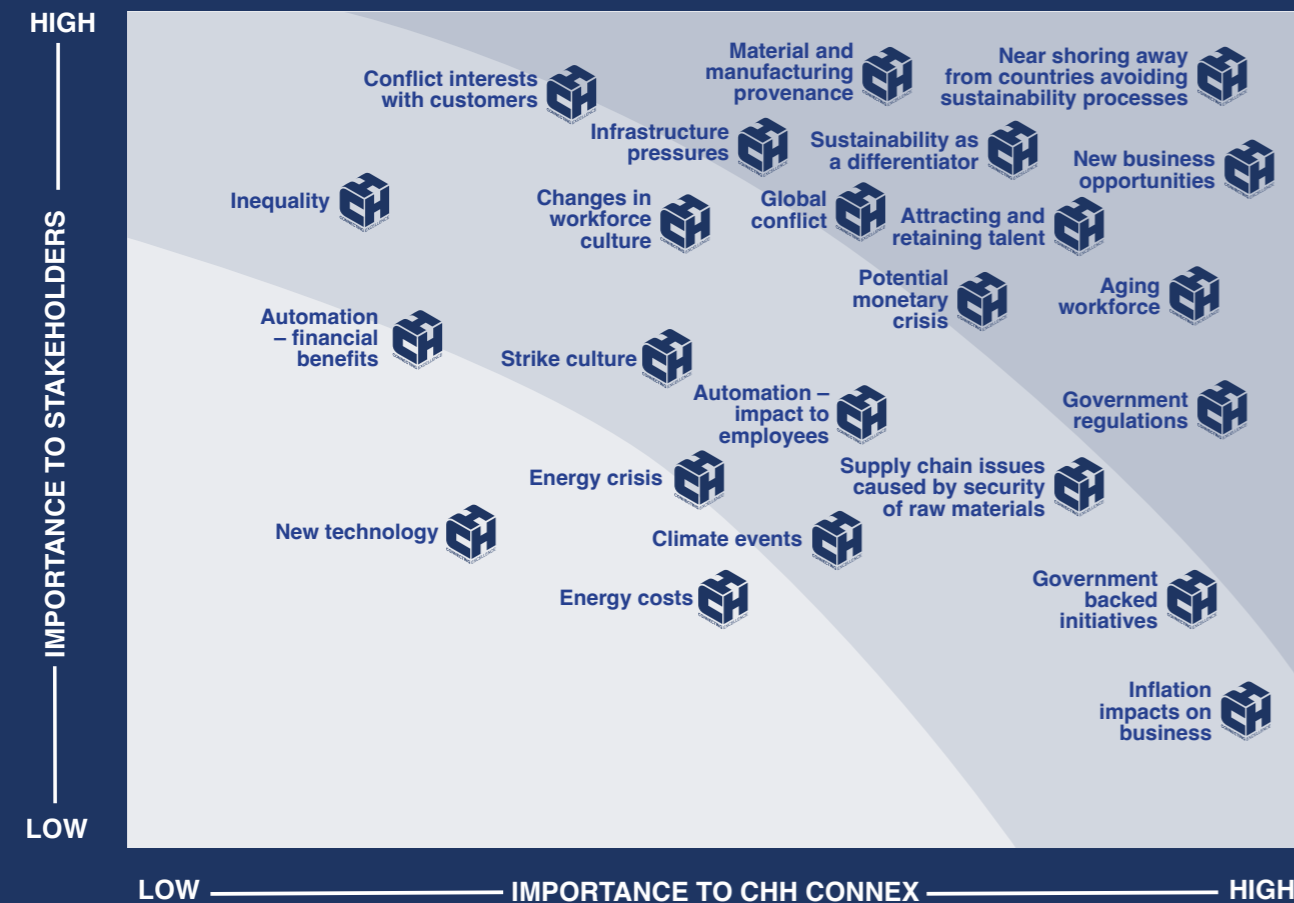 HIGH
IMPORTANCE TO STAKEHOLDERS
LOW
Conflict interests
with customers
Material and
manufacturing
provenance
Near shoring away
from countries avoiding
sustainability processes
Infrastructure
pressures
Sustainability as
a differentiator
New business
opportunities
Inequality
Changes in
workforce
culture
Global
conflict
Attracting and
retaining talent
Automation
– financial
benefits
Potential
monetary
crisis
Aging
workforce
Strike culture
Automation –
impact to
employees
Government
regulations
Energy crisis
Supply chain issues
caused by security
of raw materials
New technology
Climate events
Energy costs
Government
backed
initiatives
Inflation
impacts on
business
LOW
IMPORTANCE TO CHH CONNEX
HIGH